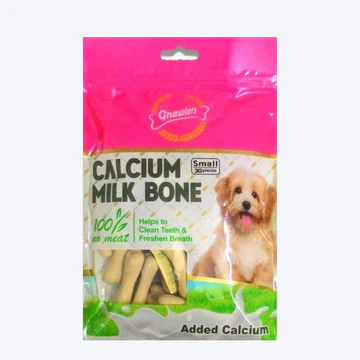 Gnawlers
CALCIUM
MILK BONE
Small
30 pieces
100%
no meat
Helps to
Clean Teeth &
Freshen Breath
Added Calcium